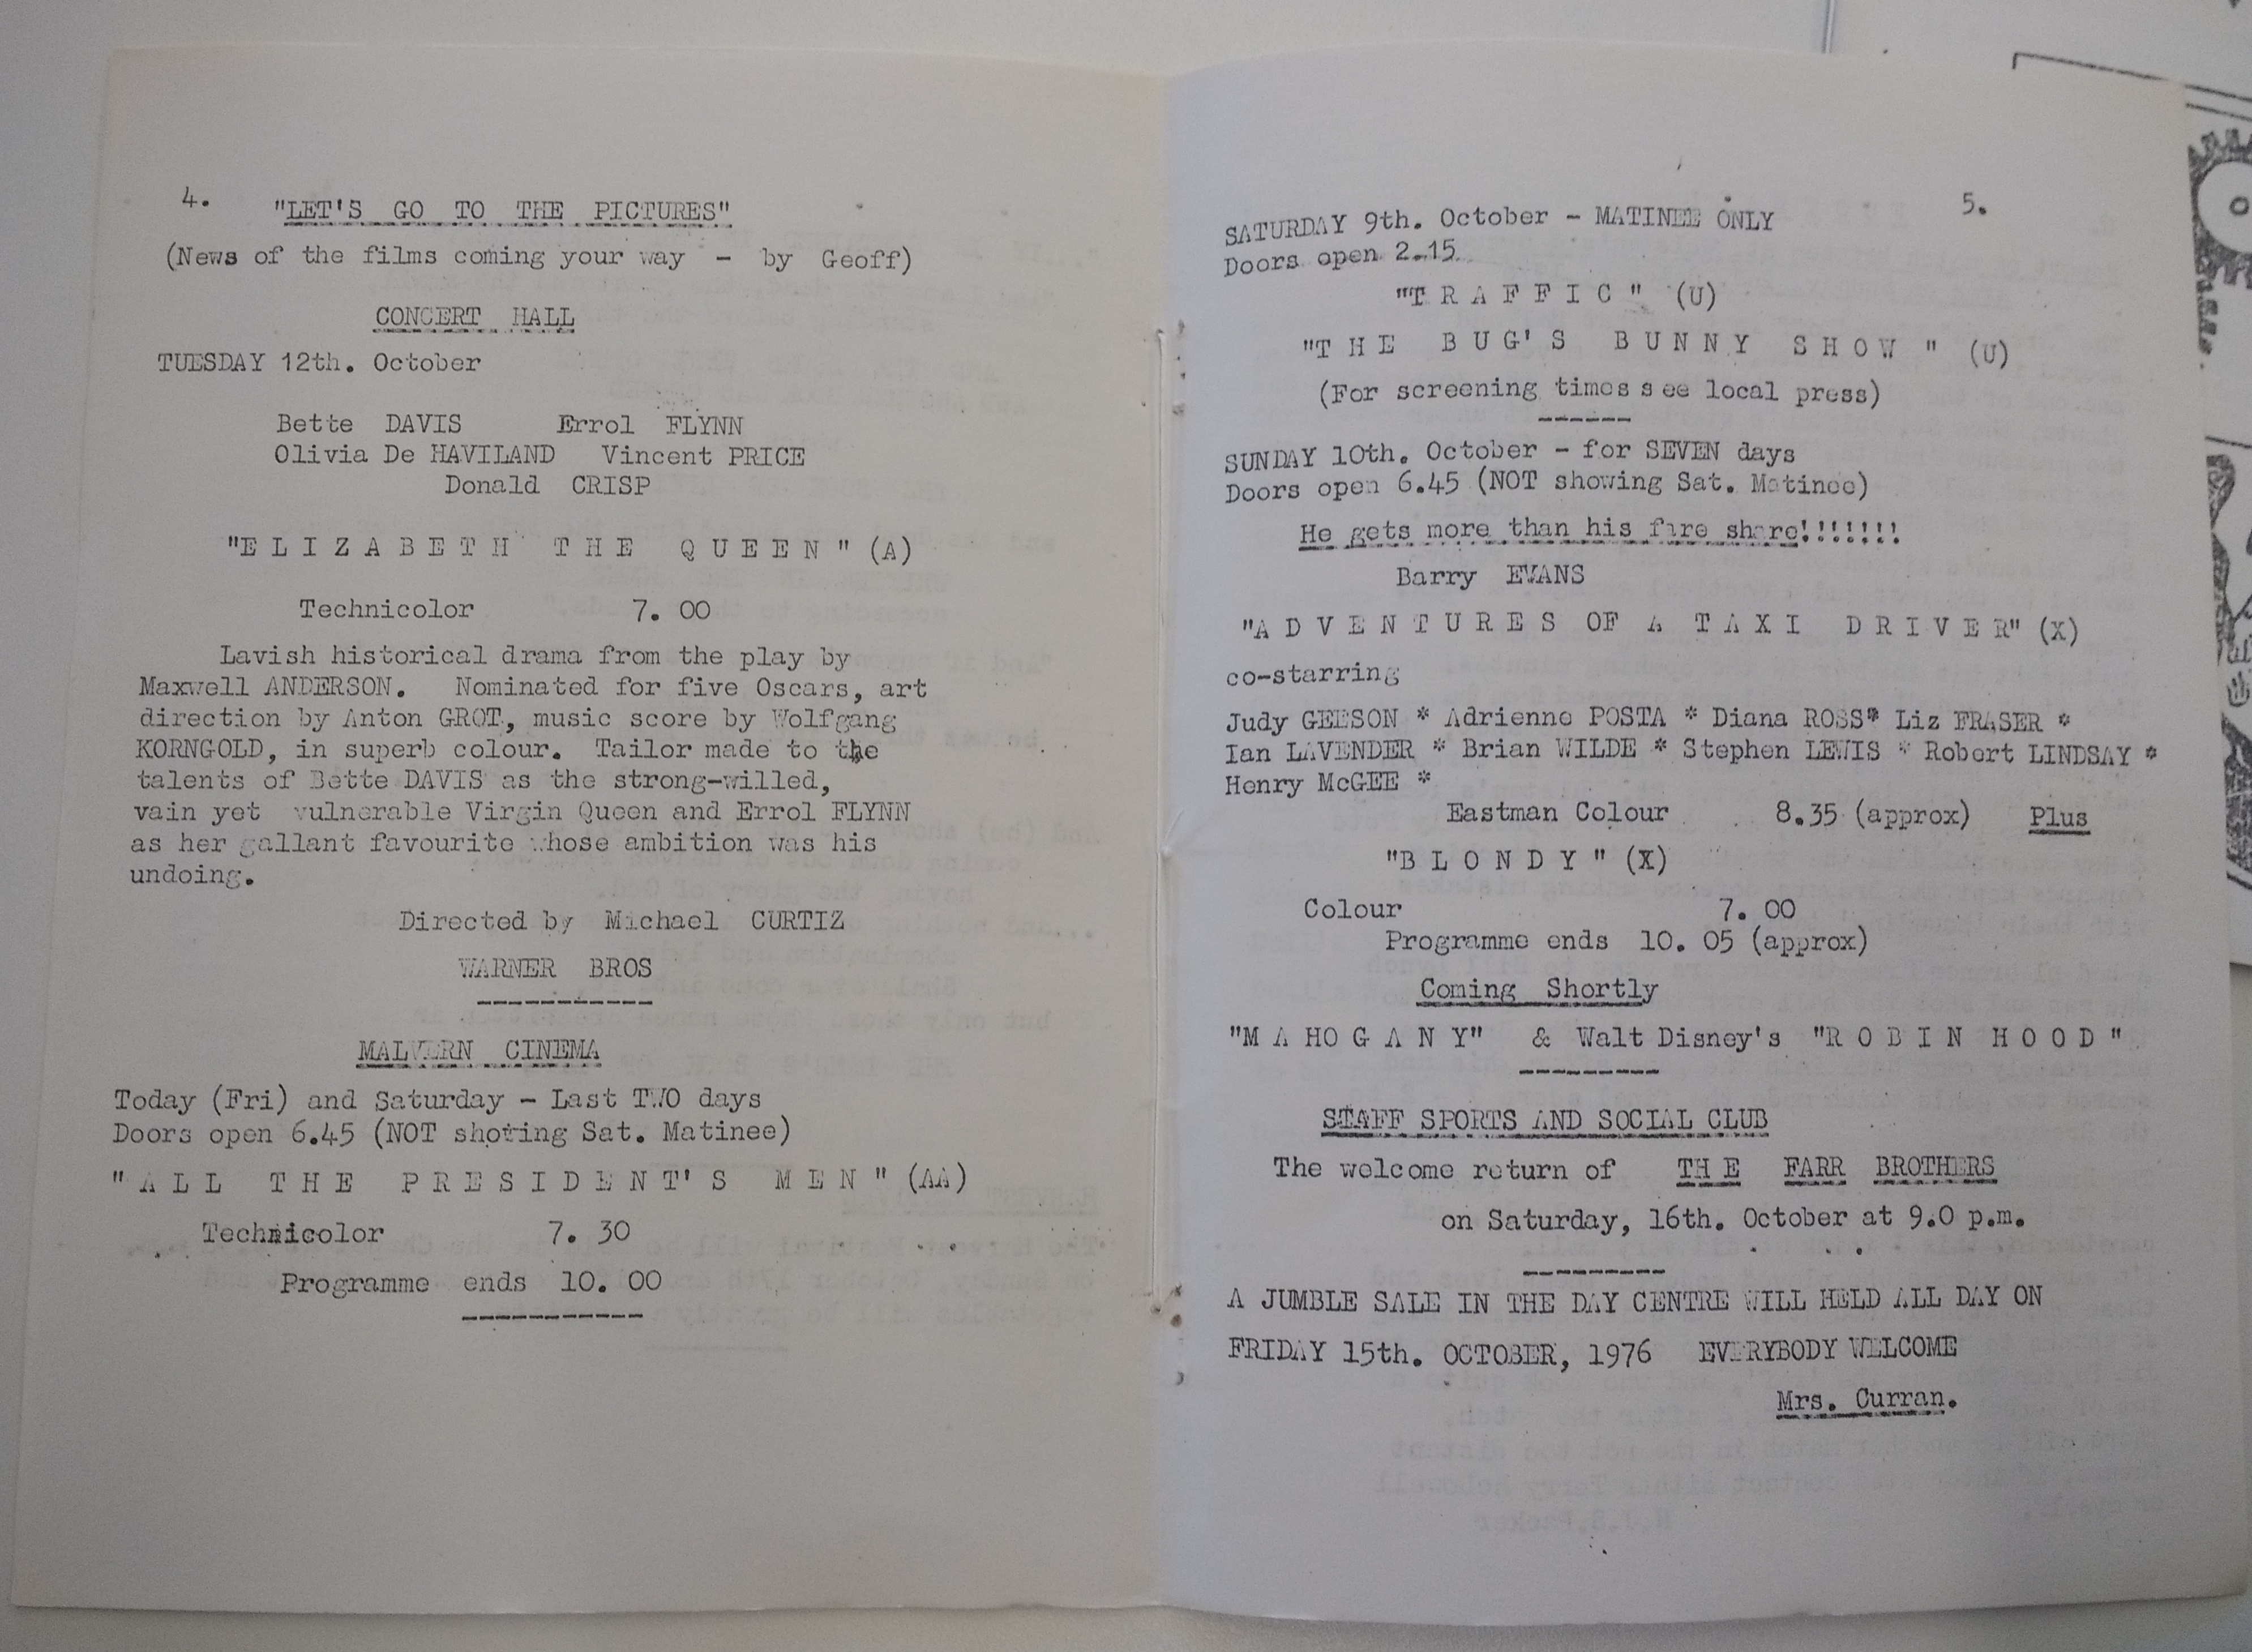 4.
"LET'S GO TO THE PICTURES"
(News of the films coming your way - by Geoff)
CONCERT HALL
TUESDAY 12th. October
Bette DAVIS Errol FLYNN
Olivia De HAVILAND Vincent PRICE
Donald CRISP
"E L I Z A B E T H T H E Q U E E N" (A)
Technicolor 7. 00
Lavish historical drama from the play by
Maxwell ANDERSON. Nominated for five Oscars, art
direction by Anton GROT, music score by Wolfgang
KORNGOLD, in superb colour. Tailor made to the
talents of Bette DAVIS as the strong-willed,
vain yet vulnerable Virgin Queen and Errol FLYNN
as her gallant favourite whose ambition was his
undoing.
Directed by Michael CURTIZ
WARNER BROS
-----------
MALVERN CINEMA
Today (Fri) and Saturday - Last TWO days
Doors open 6.45 (NOT shoring Sat. Matinee)
" A L L T H E P R E S I D E N T' S M E N " (AA)
Technicolor 7. 30
Programme ends 10. 00
-----------
5.
SATURDAY 9th. October - MATINEE ONLY
Doors open 2.15
"T R A F F I C" (U)
"T H E B U G' S B U N N Y S H O W " (U)
(For screening times s ee local press)
------
SUNDAY 10th. October - for SEVEN days
Doors open 6.45 (NOT showing Sat. Matinee)
He gets more than his fare share!!!!!!!
Barry EVANS
"A D V E N T U R E S OF A T A X I D R I V E R" (X)
co-starring
Judy GEESON * Adrienne POSTA * Diana ROSS* Liz FRASER *
Ian LAVENDER * Brian WILDE * Stephen LEWIS * Robert LINDSAY *
Henry McGEE *
Eastman Colour 8.35 (approx) Plus
"B L O N D Y " (X)
Colour 7. 00
Programme ends 10. 05 (approx)
Coming Shortly
"M A H O G A N Y" & Walt Disney's "R O B I N H O O D "
---------
STAFF SPORTS AND SOCIAL CLUB
The welcome return of TH E FARR BROTHERS
on Saturday, 16th. October at 9.0 p.m.
---------
A JUMBLE SALE IN THE DAY CENTRE WILL HELD ALL DAY ON
FRIDAY 15th. OCTOBER, 1976 EVERYBODY WELCOME
Mrs. Curran.